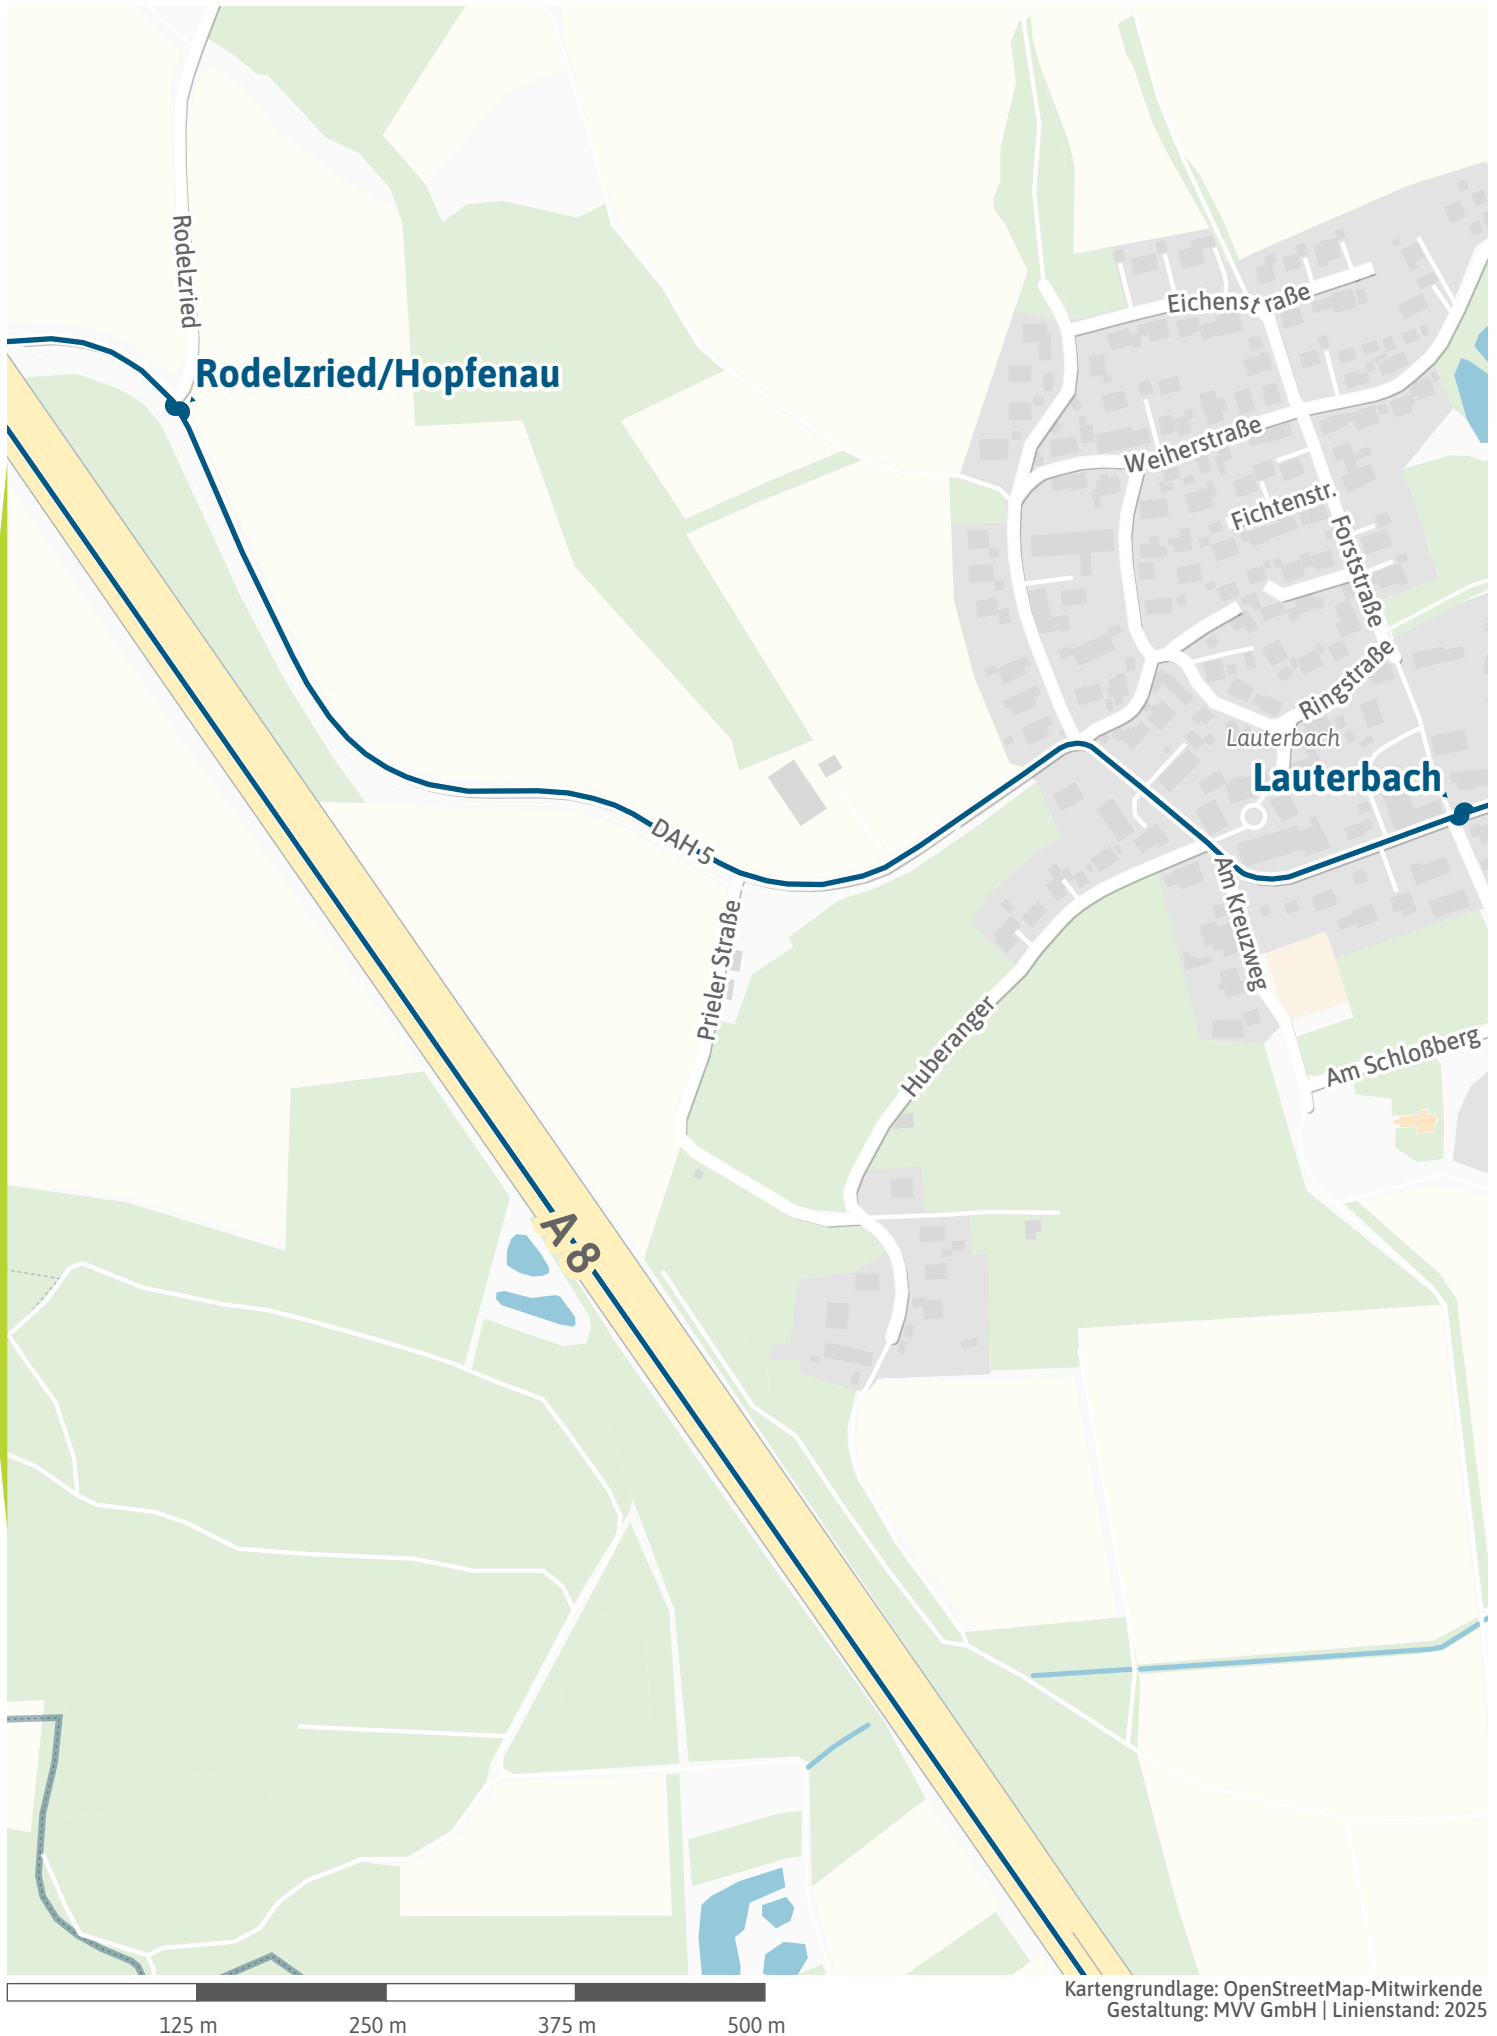 Rodelzried
Rodelzried/Hopfenau
Eichenstraße
Weiherstraße
Fichtenstr.
Forststraße
Ringstraße
Lauterbach
Lauterbach
DAH 5
Am Kreuzweg
Prieler Straße
Huberanger
Am Schloßberg
A 8
Kartengrundlage: OpenStreetMap-Mitwirkende
Gestaltung: MVV GmbH | Linienstand: 2025
125 m
250 m
375 m
500 m